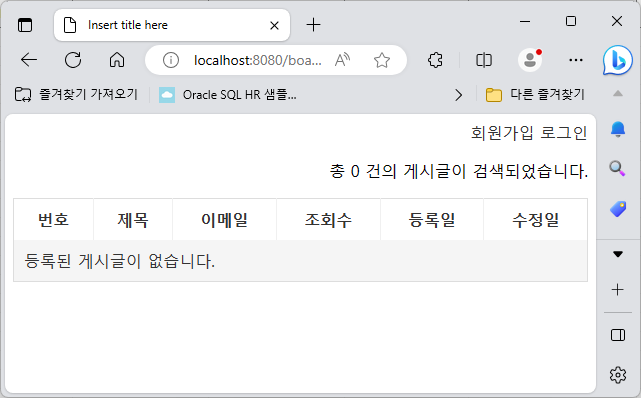 Insert title here
localhost:8080/boa...
즐겨찾기 가져오기 Oracle SQL HR 샘플... 다른 즐겨찾기
회원가입 로그인
총 0 건의 게시글이 검색되었습니다.
번호 제목 이메일 조회수 등록일 수정일
등록된 게시글이 없습니다.